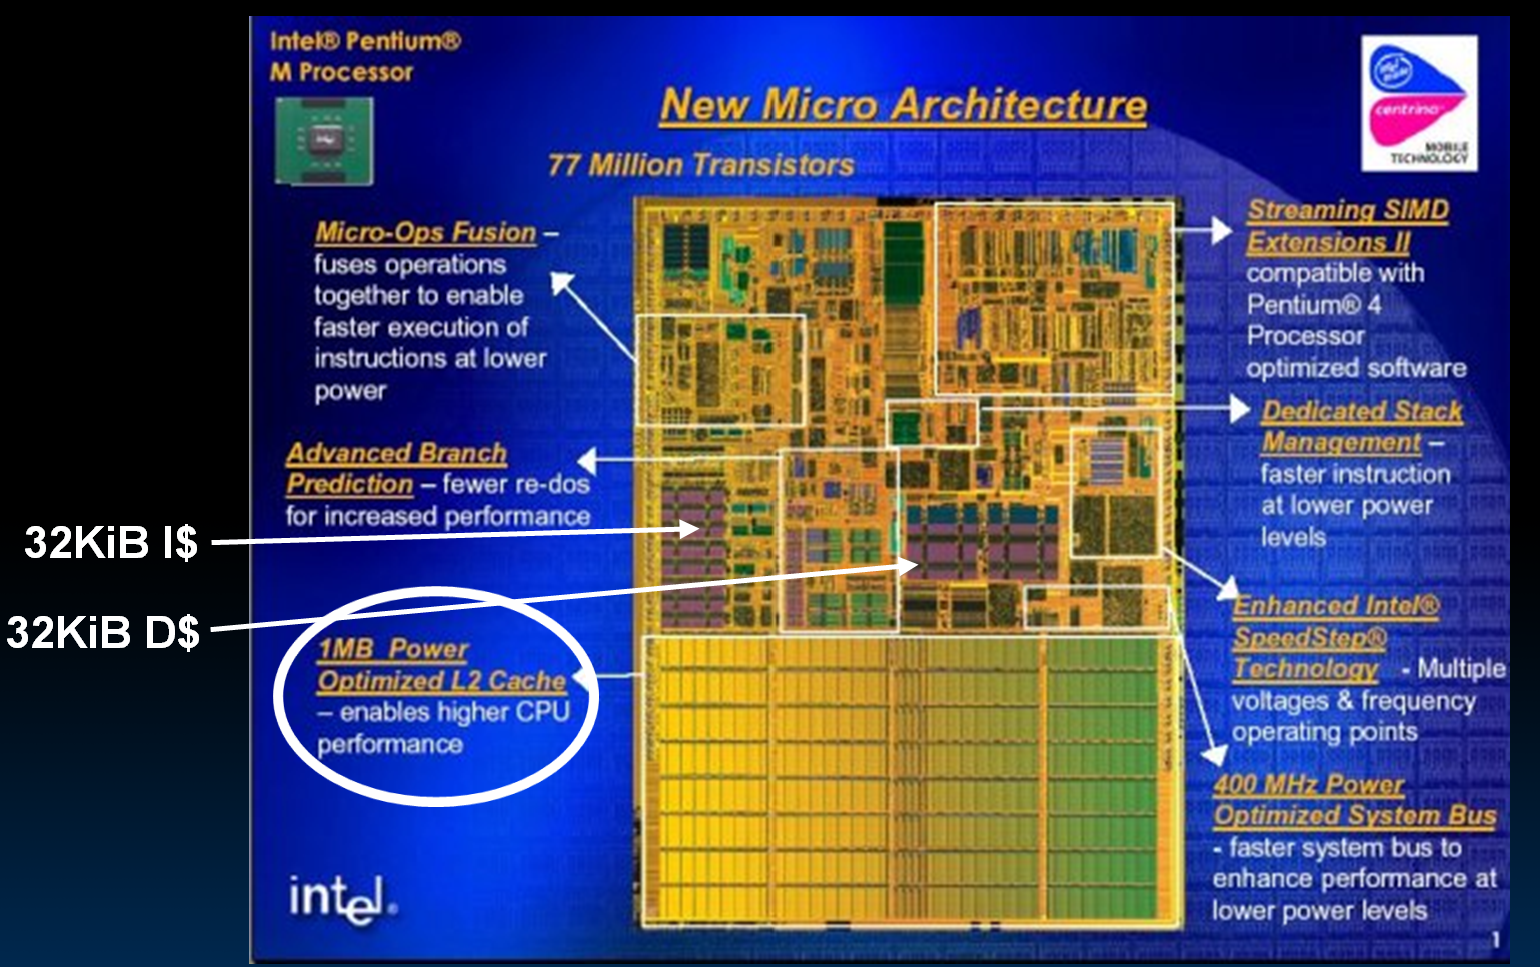 Intel® Pentium®
M Processor
New Micro Architecture
77 Million Transistors
intel
inside
centrino™
MOBILE
TECHNOLOGY
Micro-Ops Fusion –
fuses operations
together to enable
faster execution of
instructions at lower
power
Advanced Branch
Prediction – fewer re-dos
for increased performance
32KiB I$
32KiB D$
1MB Power
Optimized L2 Cache
– enables higher CPU
performance
Streaming SIMD
Extensions II
compatible with
Pentium® 4
Processor
optimized software
Dedicated Stack
Management –
faster instruction
at lower power
levels
Enhanced Intel®
SpeedStep®
Technology - Multiple
voltages & frequency
operating points
400 MHz Power
Optimized System Bus
- faster system bus to
enhance performance at
lower power levels
intel®
1